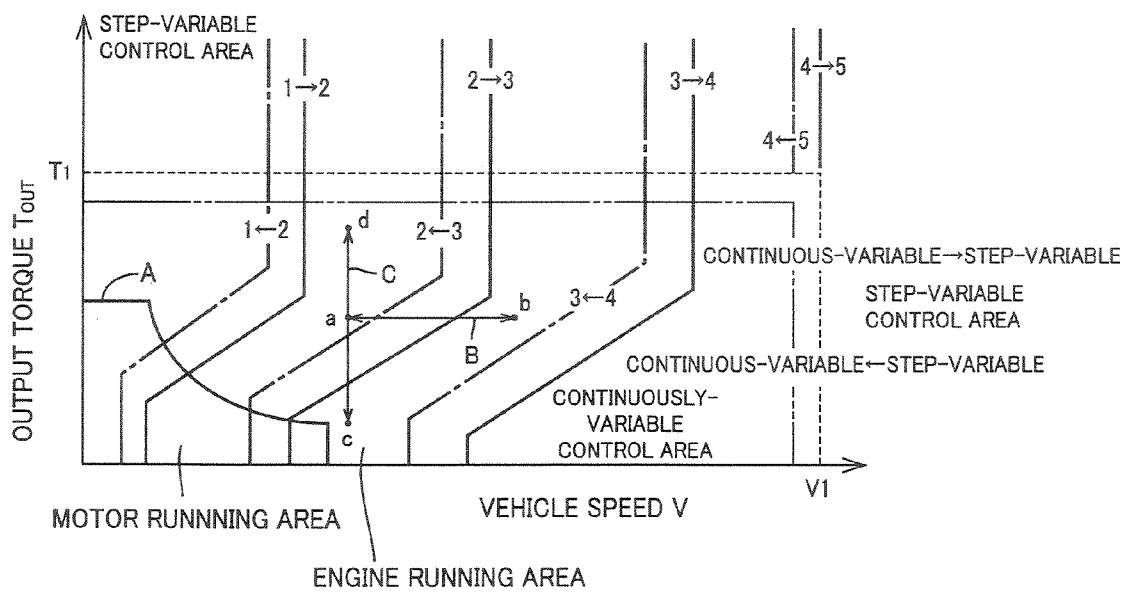 STEP-VARIABLE
CONTROL AREA
1→2
2→3
3→4
4→5
4←5
T1
OUTPUT TORQUE TOUT
1←2
d
2←3
C
CONTINUOUS-VARIABLE→STEP-VARIABLE
A
a
b
3←4
STEP-VARIABLE
CONTROL AREA
B
CONTINUOUS-VARIABLE←STEP-VARIABLE
CONTINUOUSLY-
VARIABLE
CONTROL AREA
c
V1
VEHICLE SPEED V
MOTOR RUNNNING AREA
ENGINE RUNNING AREA